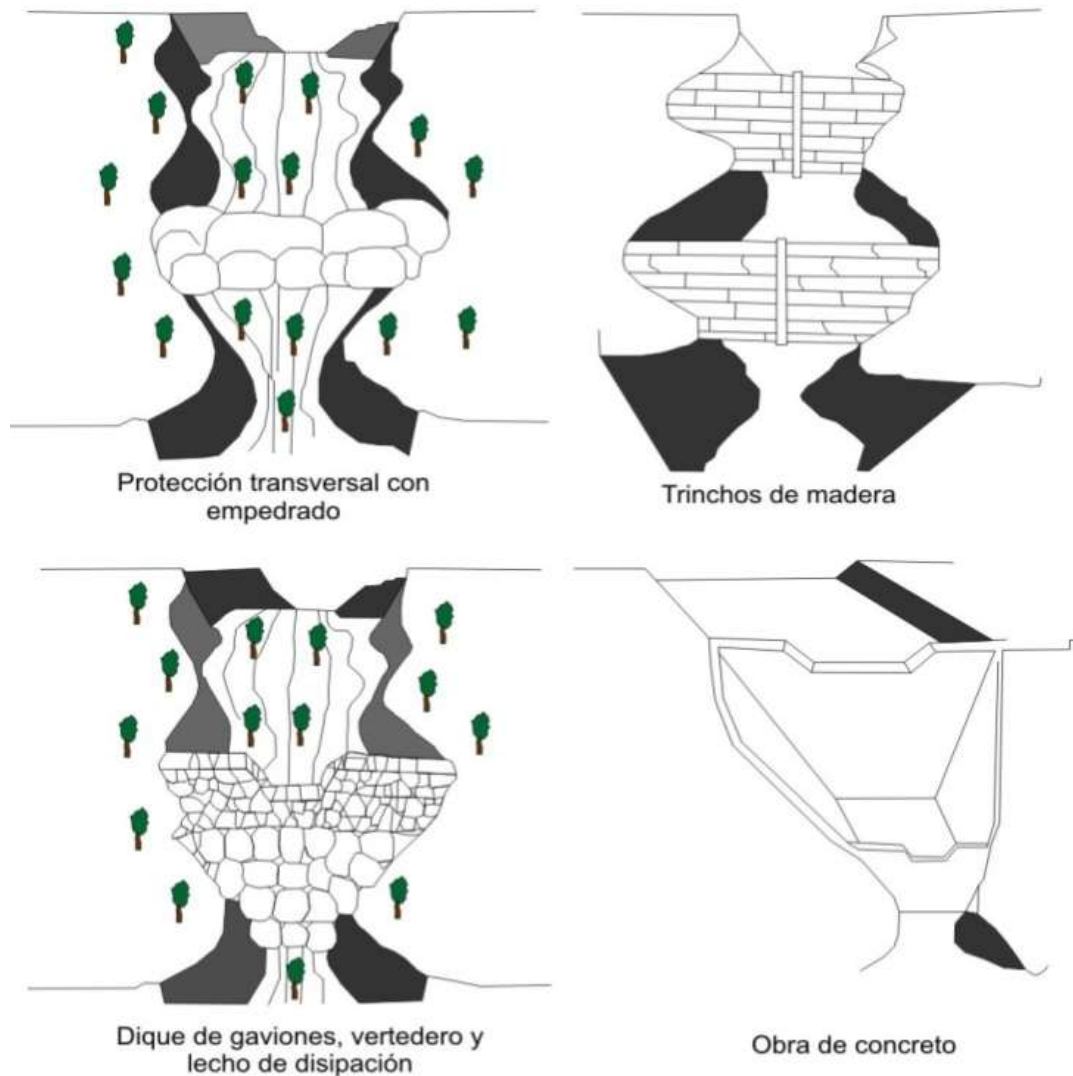 Protección transversal con
empedrado
Trinchos de madera
Dique de gaviones, vertedero y
lecho de disipación
Obra de concreto